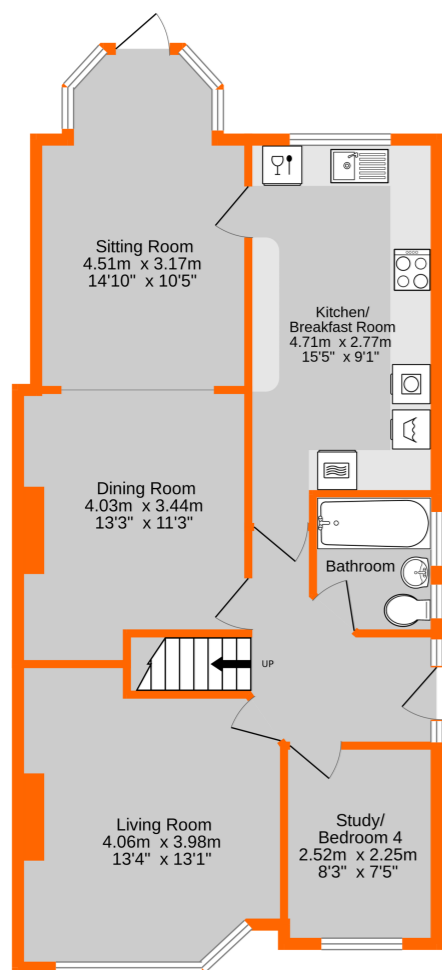 Sitting Room
4.51m x 3.17m
14'10" x 10'5"
Kitchen/
Breakfast Room
4.71m x 2.77m
15'5" x 9'1"
Dining Room
4.03m x 3.44m
13'3" x 11'3"
Bathroom
UP
Living Room
4.06m x 3.98m
13'4" x 13'1"
Study/
Bedroom 4
2.52m x 2.25m
8'3" x 7'5"